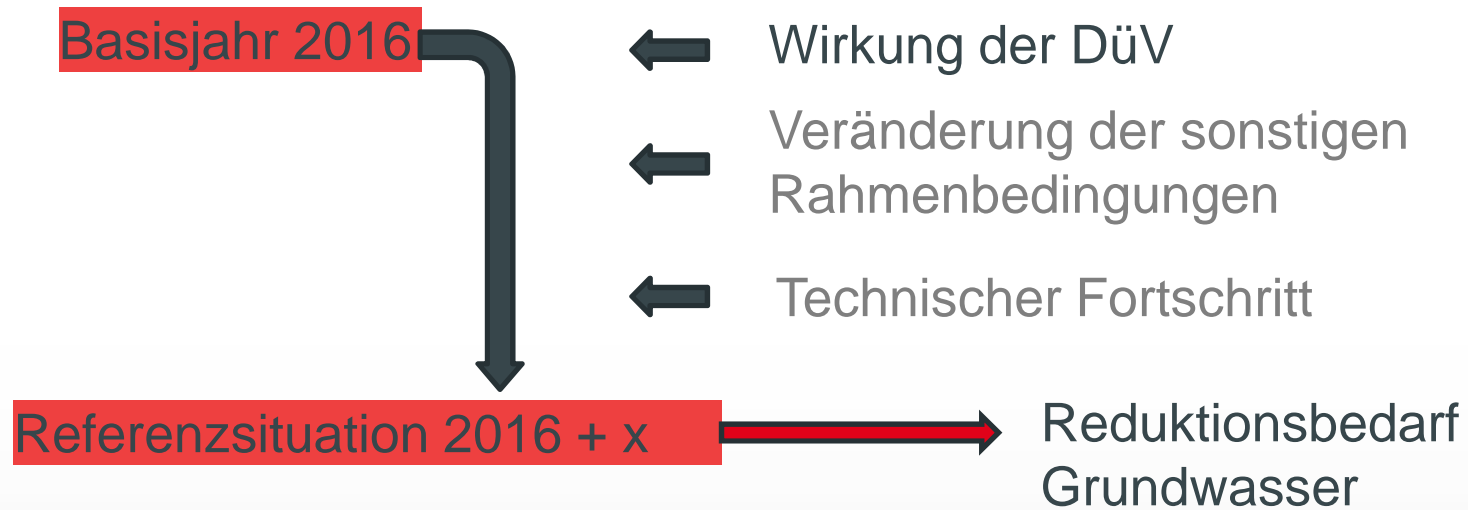 Basisjahr 2016
Wirkung der DüV
Veränderung der sonstigen
Rahmenbedingungen
Technischer Fortschritt
Referenzsituation 2016 + x
Reduktionsbedarf
Grundwasser